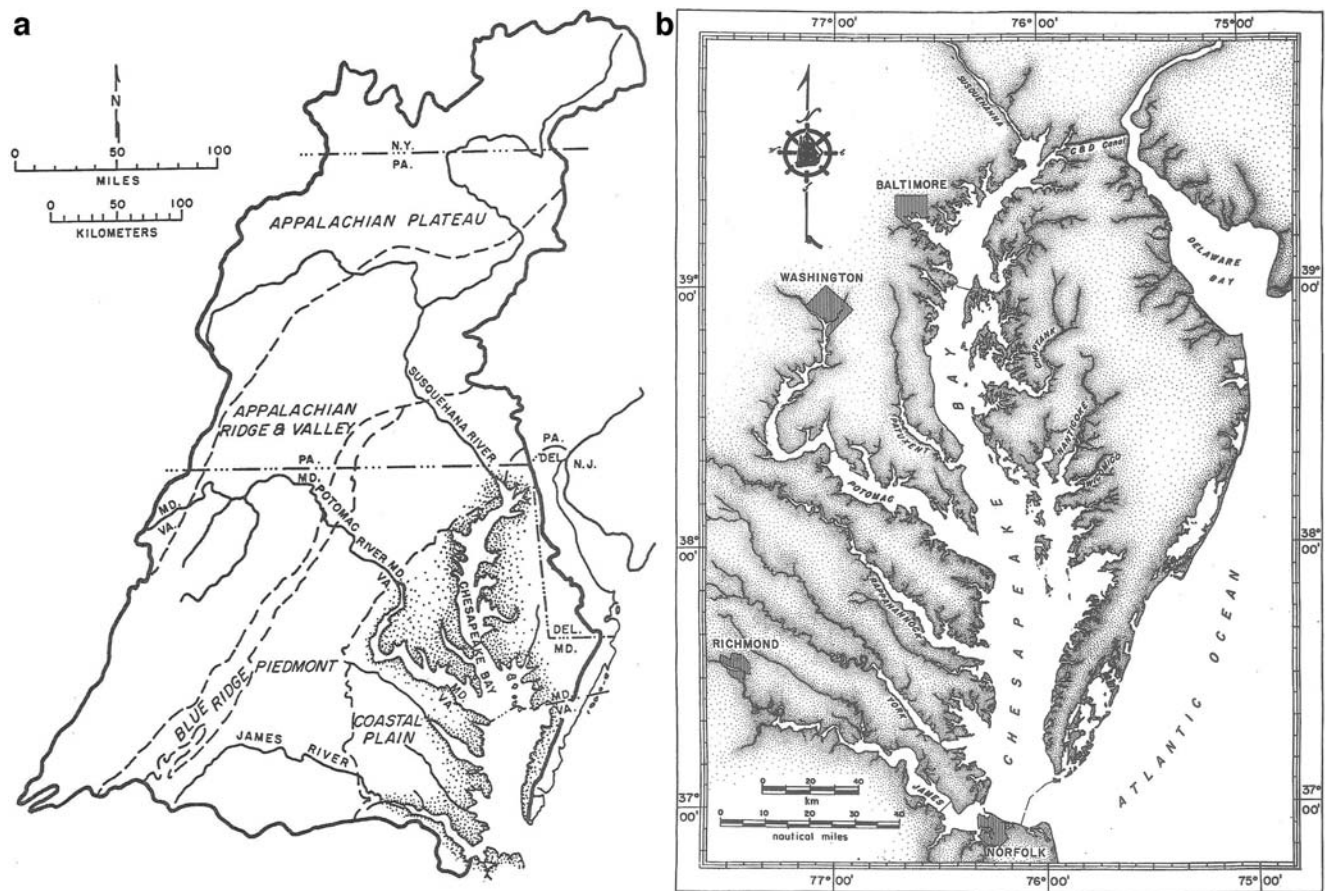 a
N
0 50 100
MILES
0 50 100
KILOMETERS
N.Y.
PA.
APPALACHIAN PLATEAU
SUSQUEHANA RIVER
APPALACHIAN
RIDGE & VALLEY
PA.
MD.
PA.
DEL.
N.J.
MD.
VA.
POTOMAC
RIVER
MD.
VA.
CHESAPEAKE BAY
DEL.
MD.
PIEDMONT
BLUE RIDGE
MD.
VA.
MD.
VA.
COASTAL
PLAIN
JAMES
RIVER
b
77°00' 76°00' 75°00'
SUSQUEHANNA
C&D Canal
BALTIMORE
DELAWARE
BAY
39°
00'
39°
00'
WASHINGTON
CHOPTANK
BAY
NANTICOKE
PATUXENT
WICOMICO
POTOMAC
38°
00'
38°
00'
CHESAPEAKE
RAPPAHANNOCK
RICHMOND
YORK
ATLANTIC OCEAN
JAMES
0 20 40
km
0 10 20 30 40
nautical miles
37°
00'
37°
00'
NORFOLK
77°00' 76°00' 75°00'